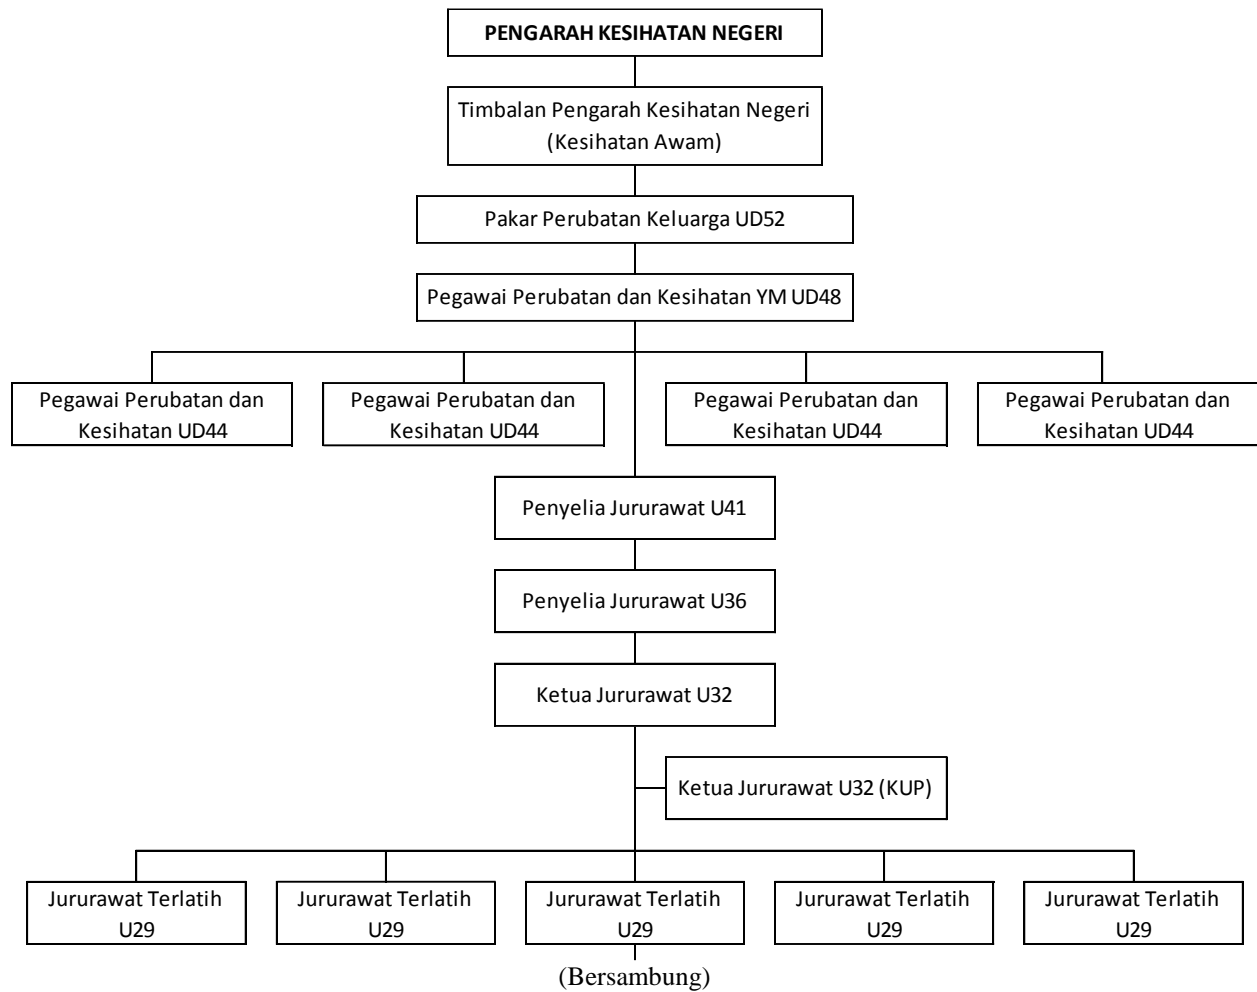 PENGARAH KESIHATAN NEGERI
Timbalan Pengarah Kesihatan Negeri
(Kesihatan Awam)
Pakar Perubatan Keluarga UD52
Pegawai Perubatan dan Kesihatan YM UD48
Pegawai Perubatan dan
Kesihatan UD44
Pegawai Perubatan dan
Kesihatan UD44
Pegawai Perubatan dan
Kesihatan UD44
Pegawai Perubatan dan
Kesihatan UD44
Penyelia Jururawat U41
Penyelia Jururawat U36
Ketua Jururawat U32
Ketua Jururawat U32 (KUP)
Jururawat Terlatih
U29
Jururawat Terlatih
U29
Jururawat Terlatih
U29
Jururawat Terlatih
U29
Jururawat Terlatih
U29
(Bersambung)